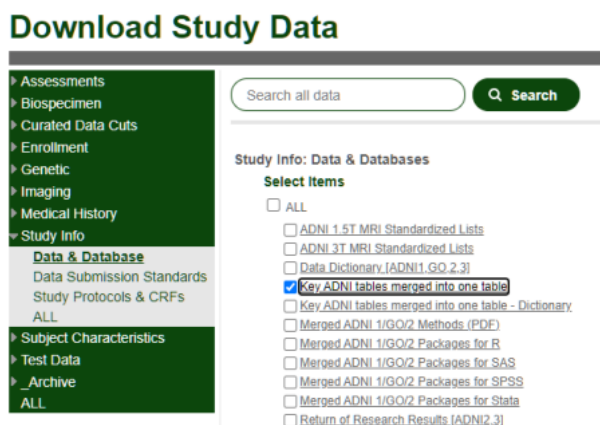 Download Study Data
Assessments
Biospecimen
Curated Data Cuts
Enrollment
Genetic
Imaging
Medical History
Study Info
Data & Database
Data Submission Standards
Study Protocols & CRFs
ALL
Subject Characteristics
Test Data
_Archive
ALL
Search all data
Search
Study Info: Data & Databases
Select Items
ALL
ADNI 1.5T MRI Standardized Lists
ADNI 3T MRI Standardized Lists
Data Dictionary [ADNI1,GO,2,3]
Key ADNI tables merged into one table
Key ADNI tables merged into one table - Dictionary
Merged ADNI 1/GO/2 Methods (PDF)
Merged ADNI 1/GO/2 Packages for R
Merged ADNI 1/GO/2 Packages for SAS
Merged ADNI 1/GO/2 Packages for SPSS
Merged ADNI 1/GO/2 Packages for Stata
Return of Research Results [ADNI2,3]